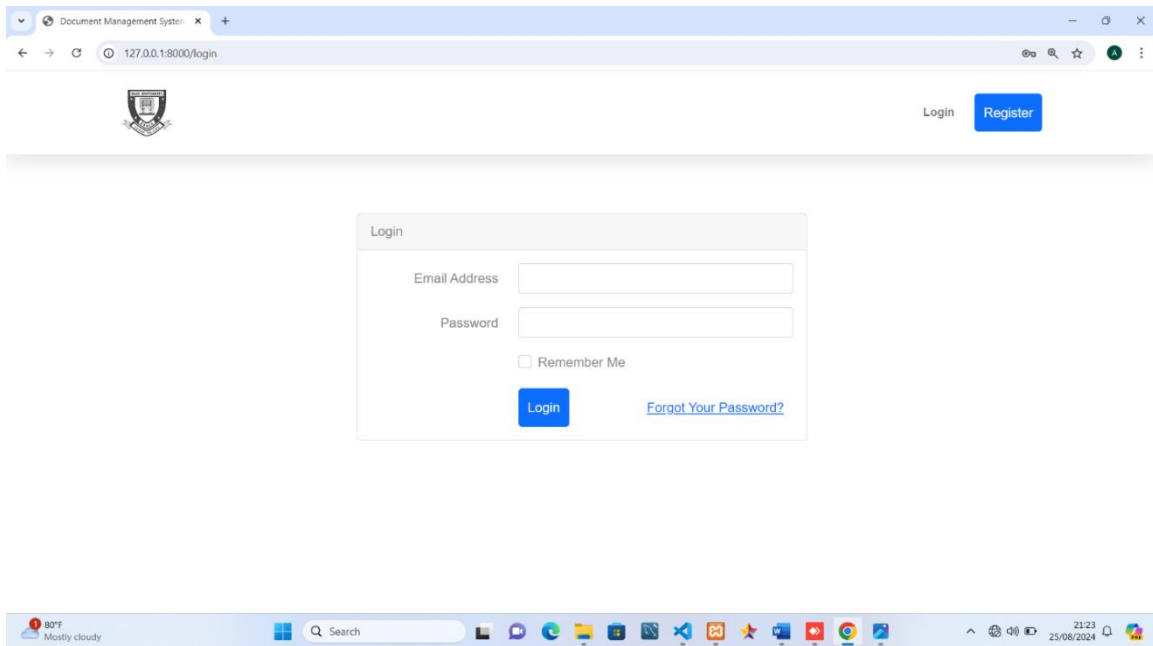 Document Management System
127.0.0.1:8000/login
A
Login Register
Login
Email Address
Password
Remember Me
Login Forgot Your Password?
1
80°F
Mostly cloudy
Search
21:23
25/08/2024